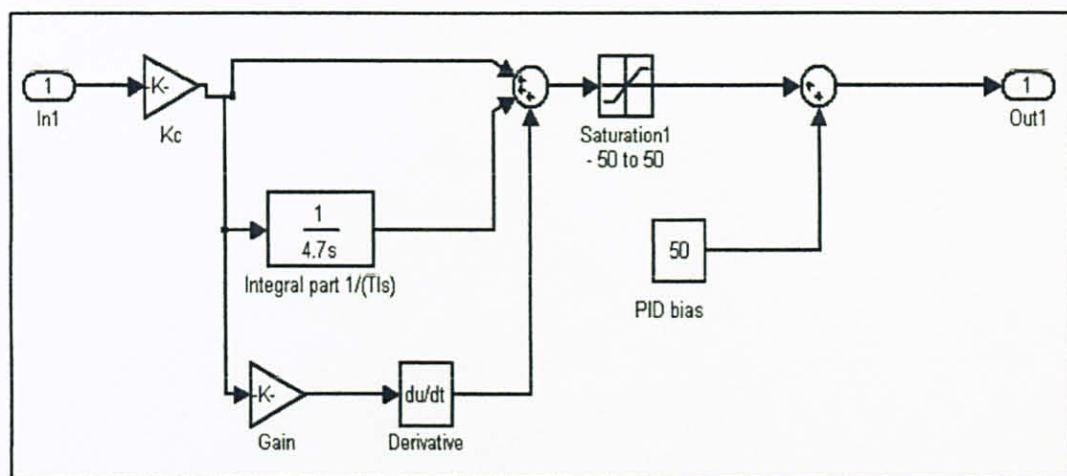 1
In1
-K-
Kc
Saturation1
- 50 to 50
1
Out1
1
4.7s
Integral part 1/(TIs)
50
PID bias
-K-
Gain
du/dt
Derivative